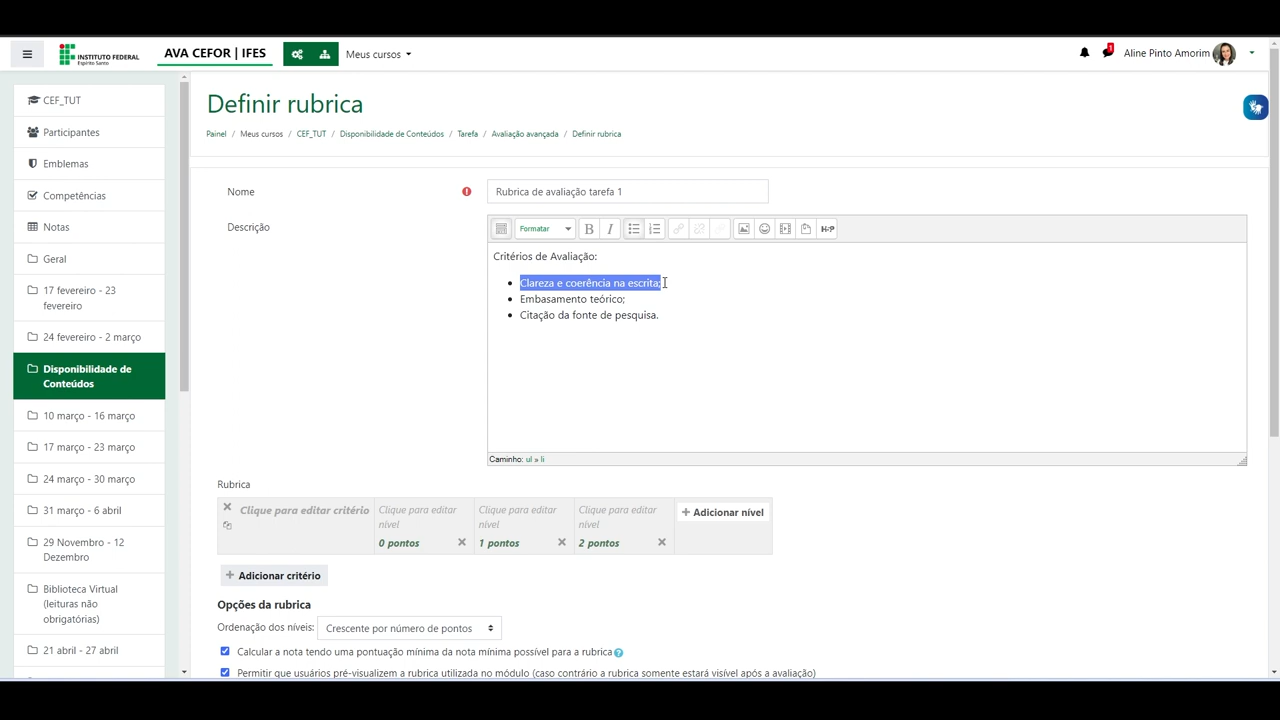 INSTITUTO FEDERAL
Espírito Santo
AVA CEFOR | IFES
Meus cursos
1
Aline Pinto Amorim
CEF_TUT
Participantes
Emblemas
Competências
Notas
Geral
17 fevereiro - 23
fevereiro
24 fevereiro - 2 março
Disponibilidade de
Conteúdos
10 março - 16 março
17 março - 23 março
24 março - 30 março
31 março - 6 abril
29 Novembro - 12
Dezembro
Biblioteca Virtual
(leituras não
obrigatórias)
21 abril - 27 abril
Definir rubrica
Painel / Meus cursos / CEF_TUT / Disponibilidade de Conteúdos / Tarefa / Avaliação avançada / Definir rubrica
Nome
Rubrica de avaliação tarefa 1
Descrição
Formatar B I H-P
Critérios de Avaliação:
• Clareza e coerência na escrita;
• Embasamento teórico;
• Citação da fonte de pesquisa.
Caminho: ul » li
Rubrica
Clique para editar critério
Clique para editar
nível
0 pontos
Clique para editar
nível
1 pontos
Clique para editar
nível
2 pontos
+ Adicionar nível
+ Adicionar critério
Opções da rubrica
Ordenação dos níveis: Crescente por número de pontos
Calcular a nota tendo uma pontuação mínima da nota mínima possível para a rubrica
Permitir que usuários pré-visualizem a rubrica utilizada no módulo (caso contrário a rubrica somente estará visível após a avaliação)